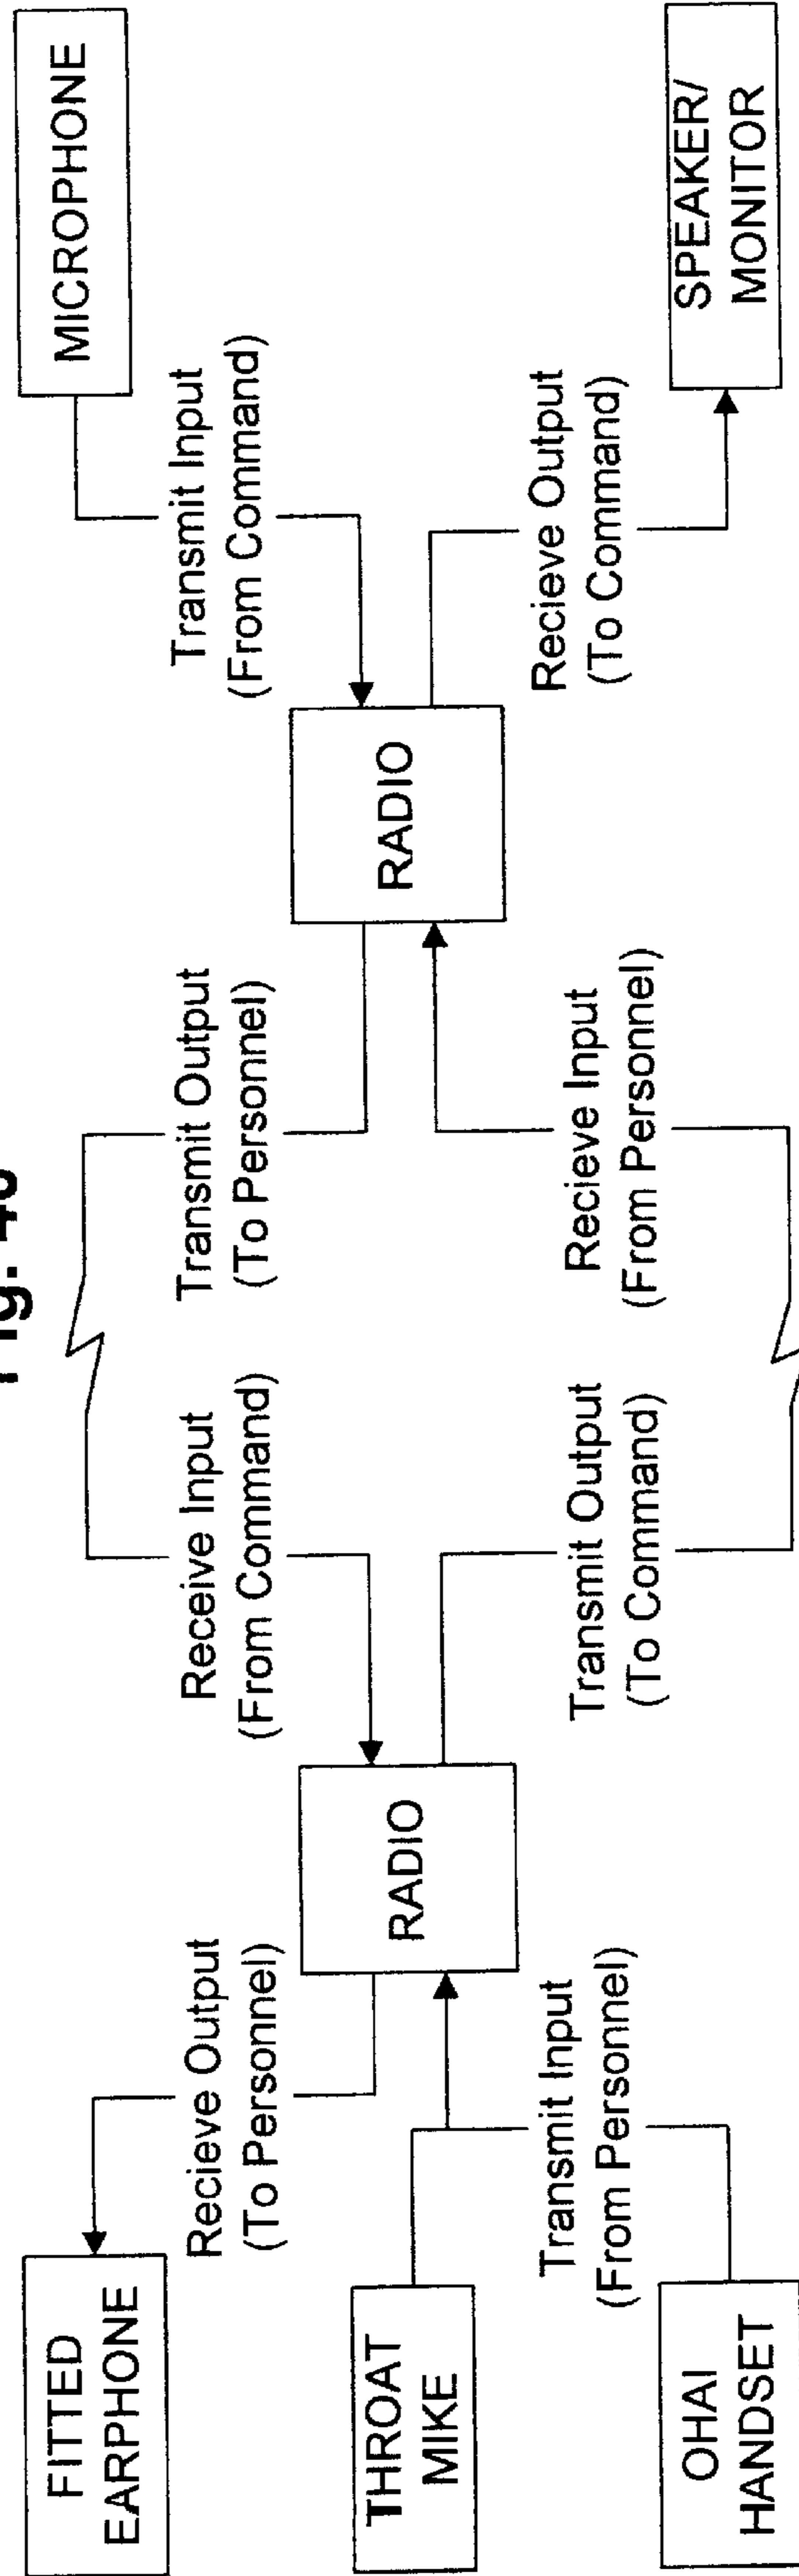 Fig.
FITTED
EARPHONE
Recieve Output
(To Personnel)
Receive Input
(From Command)
Transmit Output
(To Personnel)
Transmit Input
(From Command)
MICROPHONE
THROAT
MIKE
RADIO
RADIO
OHAI
HANDSET
Transmit Input
(From Personnel)
Transmit Output
(To Command)
Recieve Input
(From Personnel)
Recieve Output
(To Command)
SPEAKER/
MONITOR